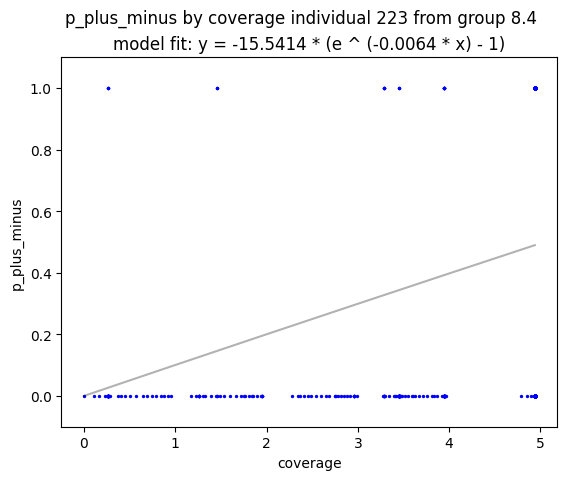 p_plus_minus by coverage individual 223 from group 8.4
model fit: y = -15.5414 * (e ^ (-0.0064 * x) - 1)
1.0
0.8
0.6
0.4
0.2
0.0
p_plus_minus
0 1 2 3 4 5
coverage